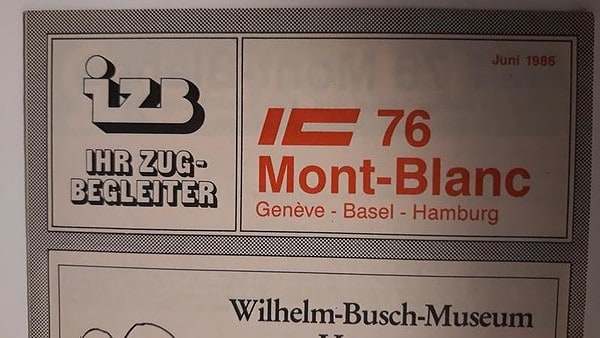 izB
IHR ZUG-
BEGLEITER
Juni 1986
IC 76
Mont-Blanc
Genève - Basel - Hamburg
Wilhelm-Busch-Museum